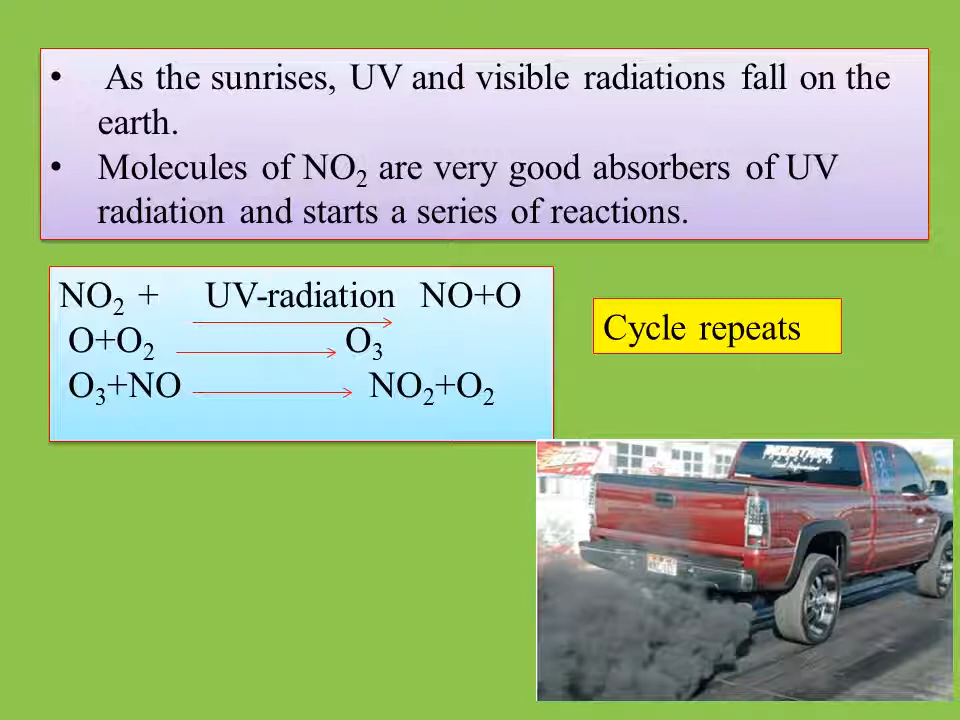 • As the sunrises, UV and visible radiations fall on the
earth.
• Molecules of NO₂ are very good absorbers of UV
radiation and starts a series of reactions.
NO₂ + UV-radiation NO+O
O+O₂ O₃
O₃+NO NO₂+O₂
Cycle repeats
INDUSTRIAL